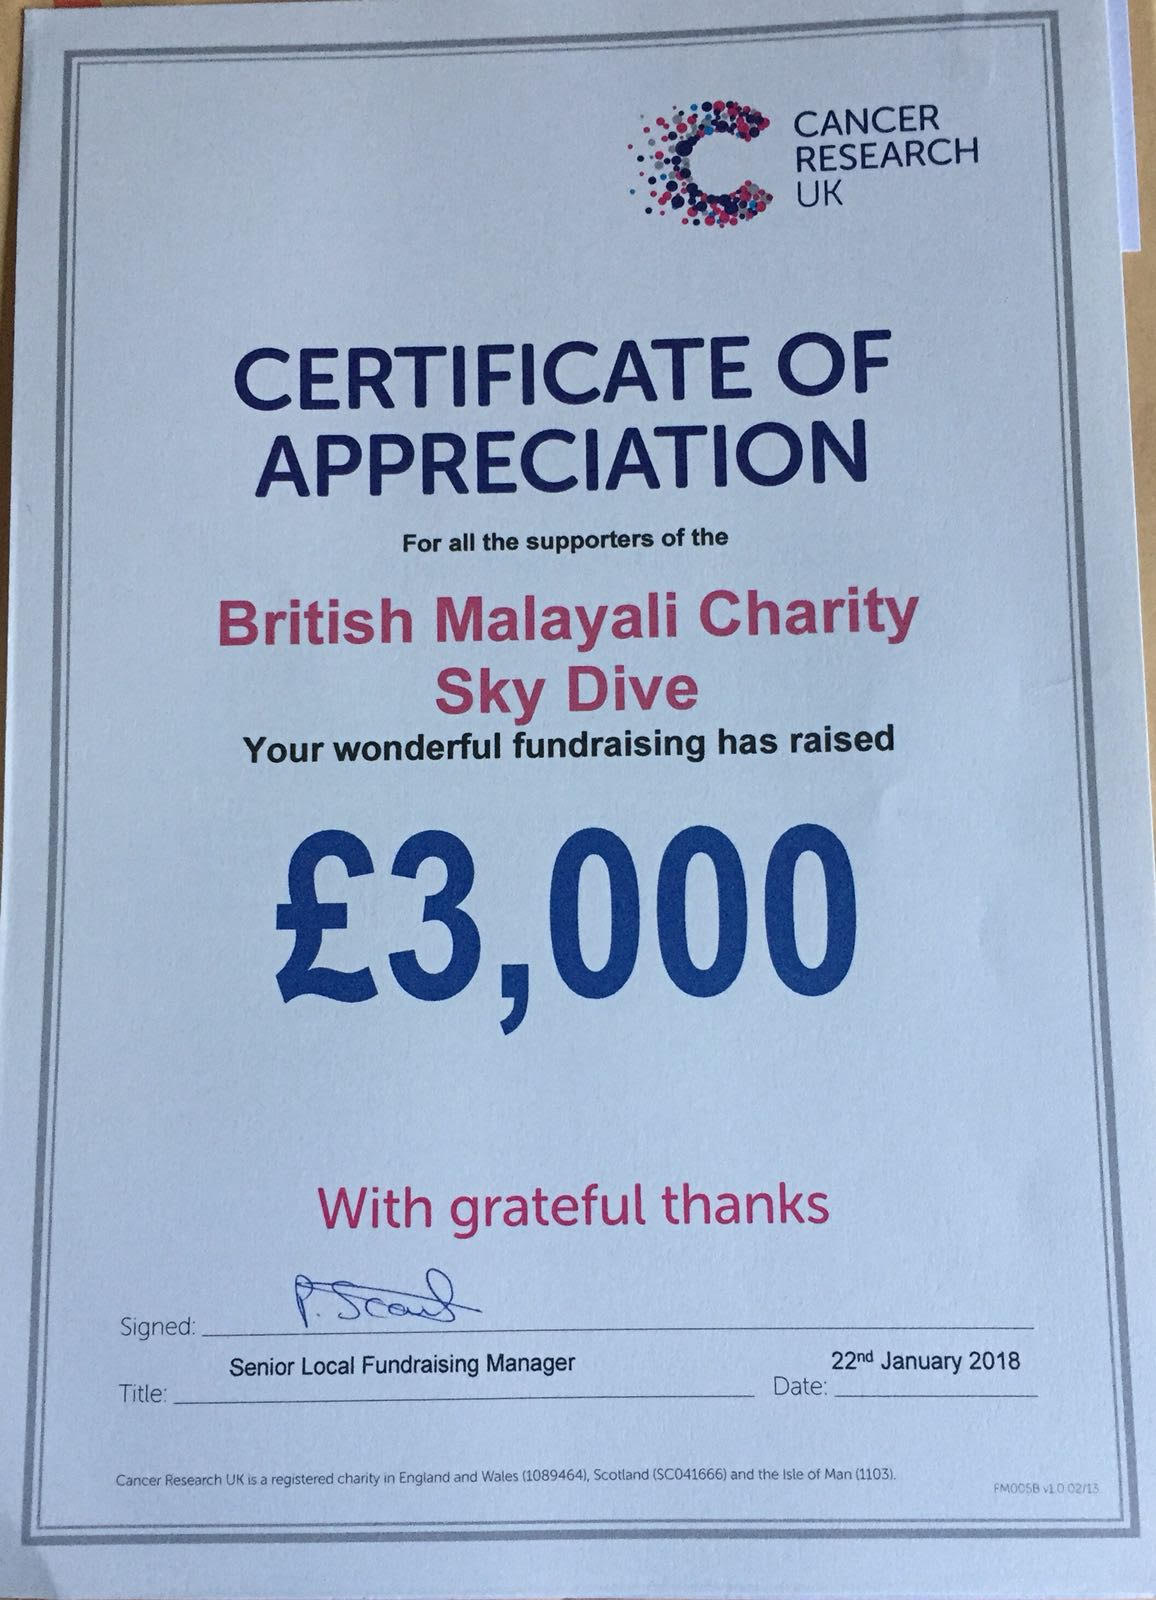 CANCER
RESEARCH
UK
CERTIFICATE OF
APPRECIATION
For all the supporters of the
British Malayali Charity
Sky Dive
Your wonderful fundraising has raised
£3,000
With grateful thanks
Signed:
Senior Local Fundraising Manager
22nd January 2018
Title:
Date:
Cancer Research UK is a registered charity in England and Wales (1089464), Scotland (SC041666) and the Isle of Man (1103).
FM005B v1.0 02/13